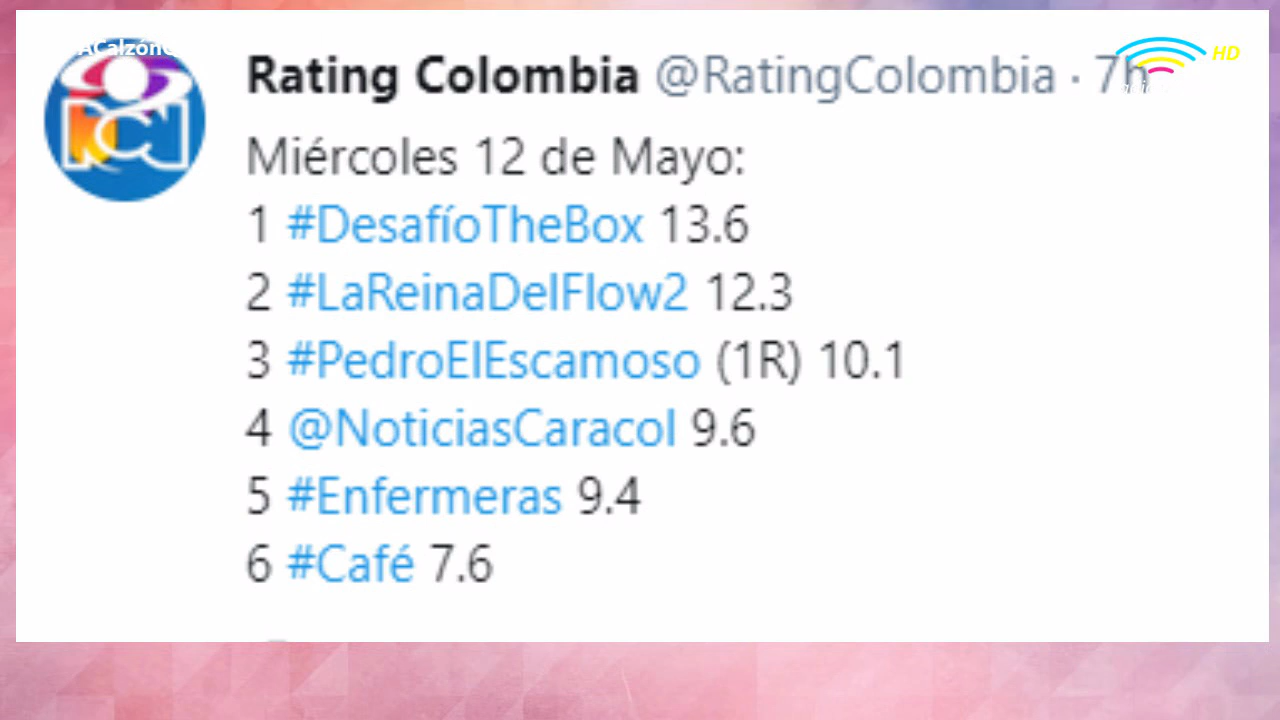 ACalzón
HD
Rating Colombia @RatingColombia · 7h
Miércoles 12 de Mayo:
1 #DesafíoTheBox 13.6
2 #LaReinaDelFlow2 12.3
3 #PedroElEscamoso (1R) 10.1
4 @NoticiasCaracol 9.6
5 #Enfermeras 9.4
6 #Café 7.6